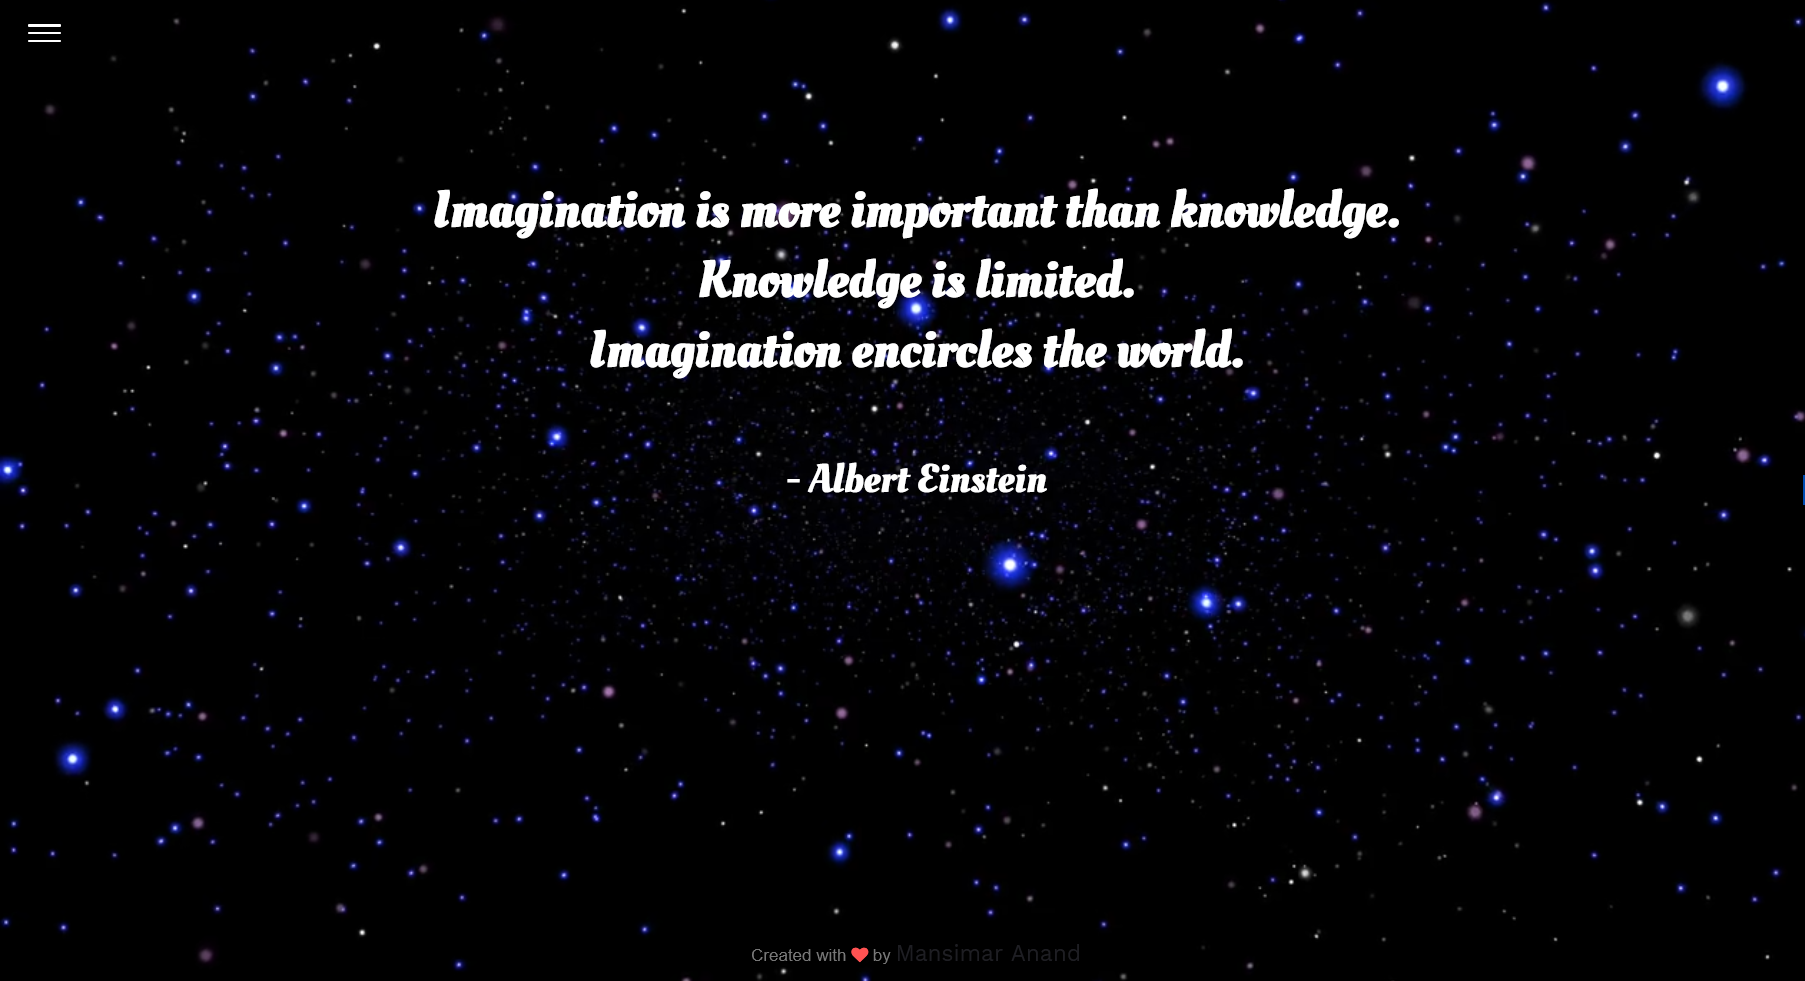 Imagination is more important than knowledge.
Knowledge is limited.
Imagination encircles the world.
- Albert Einstein
Created with ❤ by Mansimar Anand